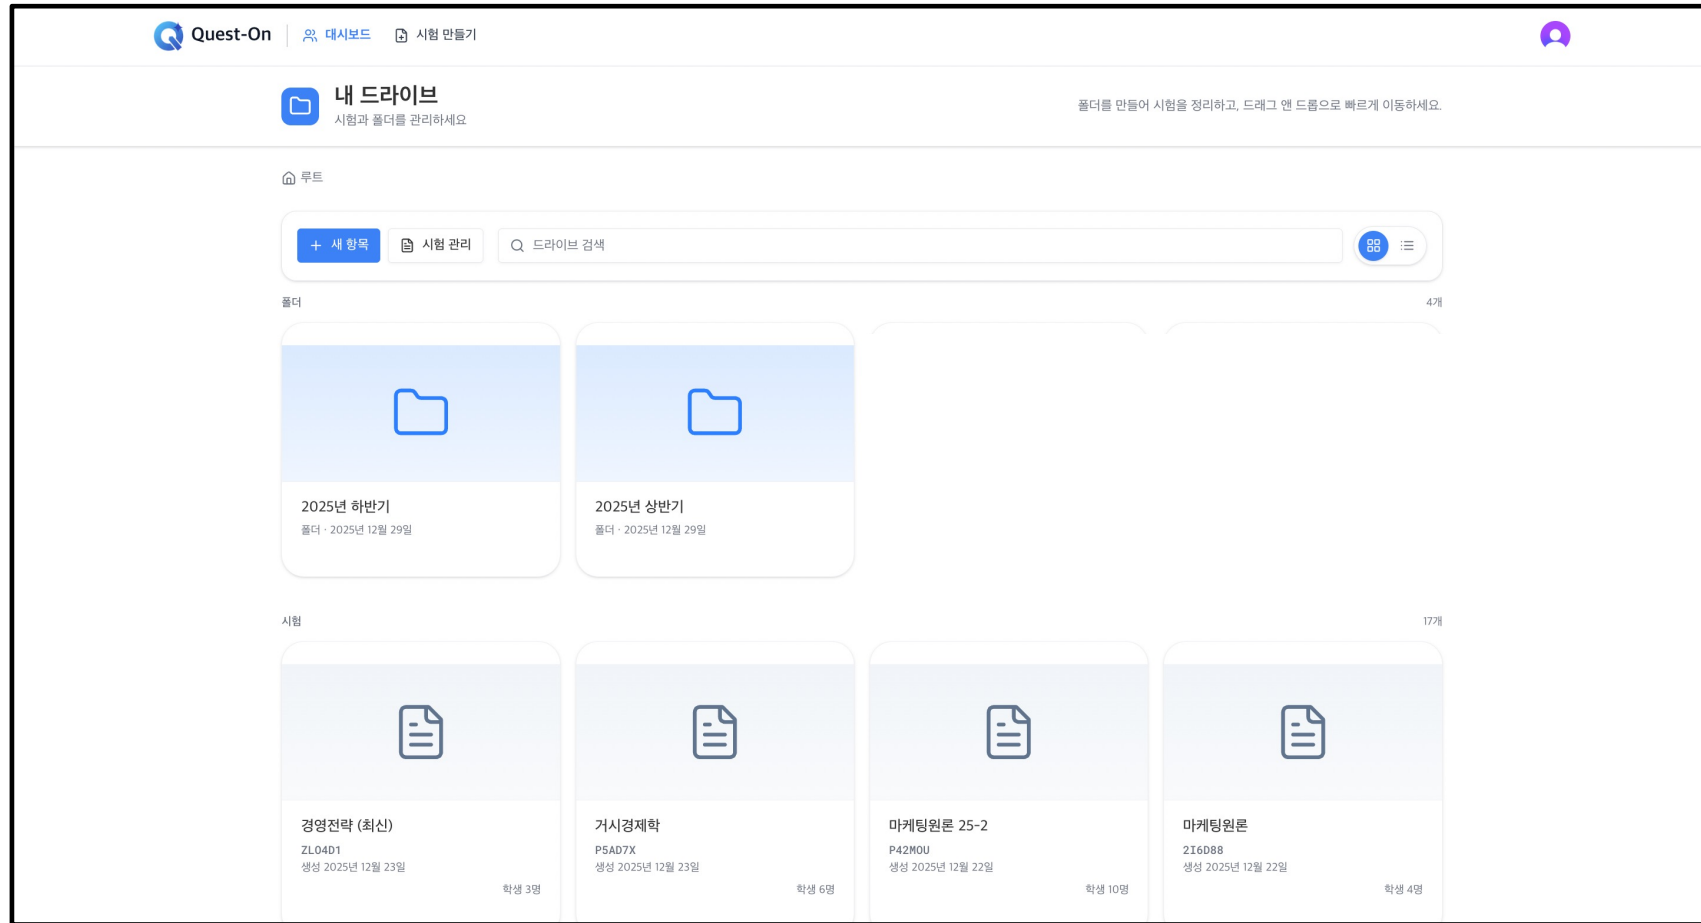 Quest-On 대시보드 시험 만들기
내 드라이브
시험과 폴더를 관리하세요
폴더를 만들어 시험을 정리하고, 드래그 앤 드롭으로 빠르게 이동하세요.
루트
+ 새 항목 시험 관리 드라이브 검색
폴더 4개
2025년 하반기
폴더 · 2025년 12월 29일
2025년 상반기
폴더 · 2025년 12월 29일
시험 17개
경영전략 (최신)
ZLO4D1
생성 2025년 12월 23일
학생 3명
거시경제학
P5AD7X
생성 2025년 12월 23일
학생 6명
마케팅원론 25-2
P42MOU
생성 2025년 12월 22일
학생 10명
마케팅원론
2I6D88
생성 2025년 12월 22일
학생 4명